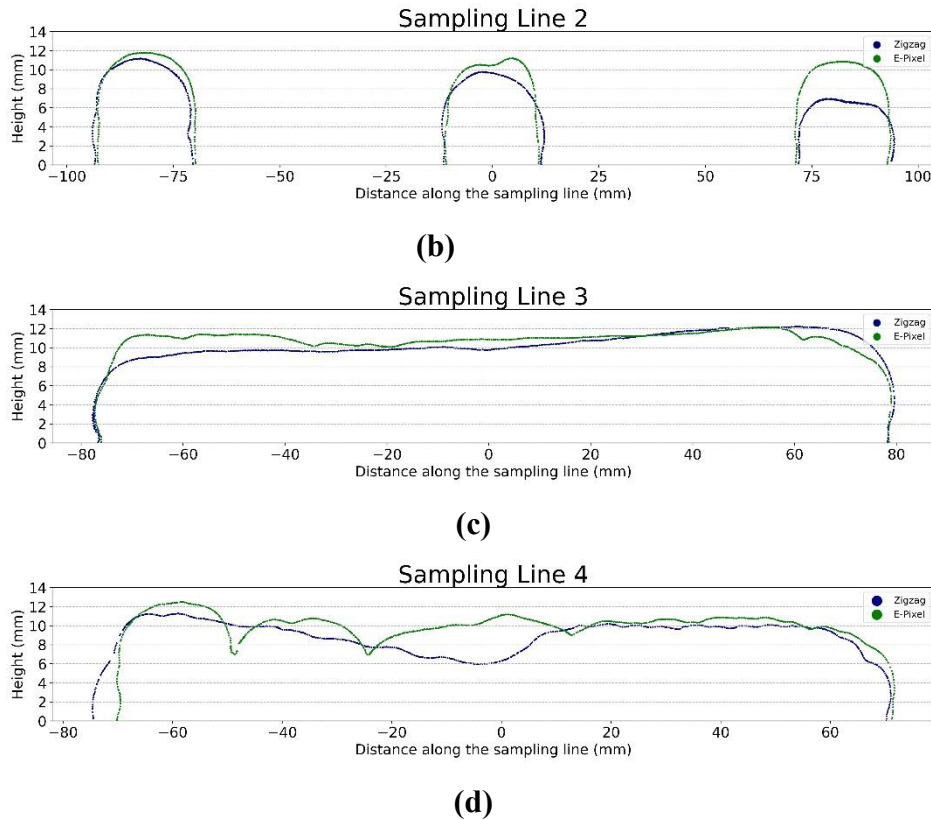 Sampling Line 2
Height (mm)
14
12
10
8
6
4
2
0
Zigzag
E-Pixel
−100 −75 −50 −25 0 25 50 75 100
Distance along the sampling line (mm)
(b)
Sampling Line 3
Height (mm)
14
12
10
8
6
4
2
0
Zigzag
E-Pixel
−80 −60 −40 −20 0 20 40 60 80
Distance along the sampling line (mm)
(c)
Sampling Line 4
Height (mm)
14
12
10
8
6
4
2
0
Zigzag
E-Pixel
−80 −60 −40 −20 0 20 40 60
Distance along the sampling line (mm)
(d)